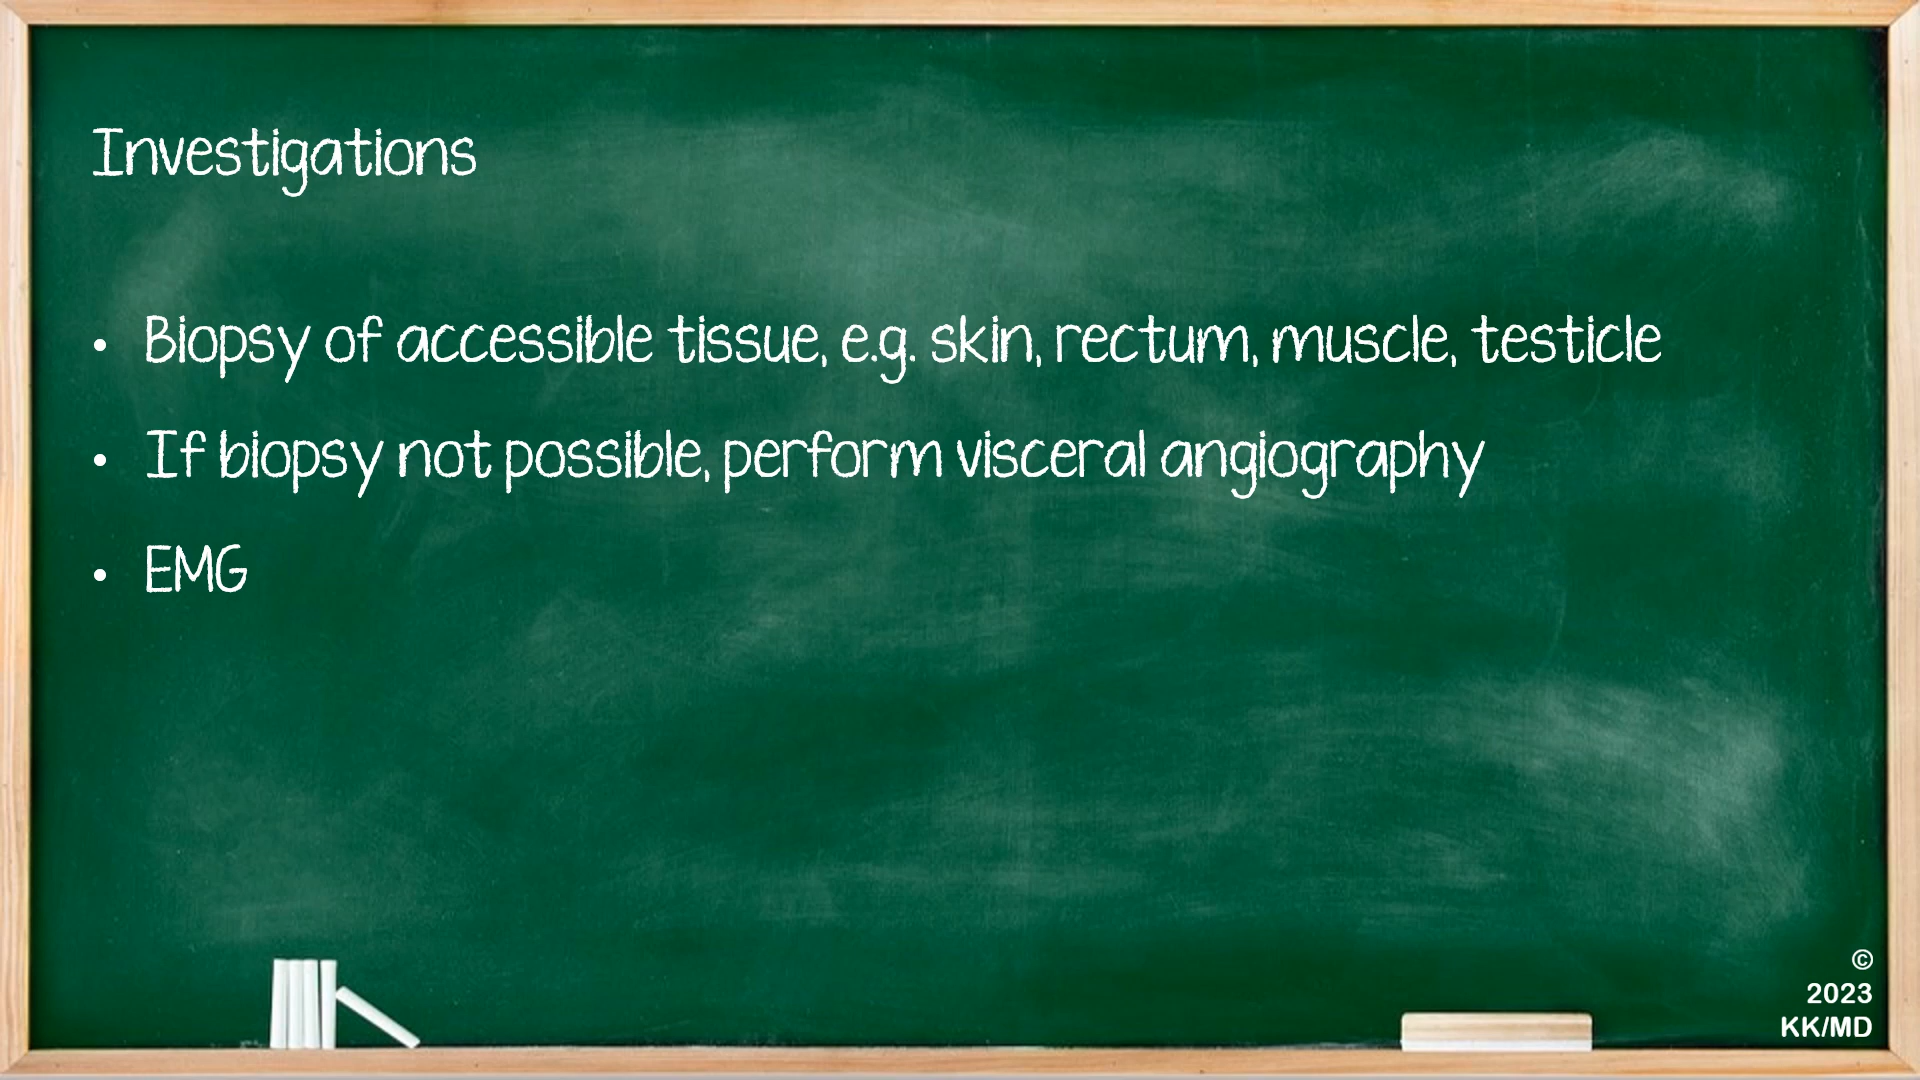 Investigations
• Biopsy of accessible tissue, e.g. skin, rectum, muscle, testicle
• If biopsy not possible, perform visceral angiography
• EMG
©
2023
KK/MD